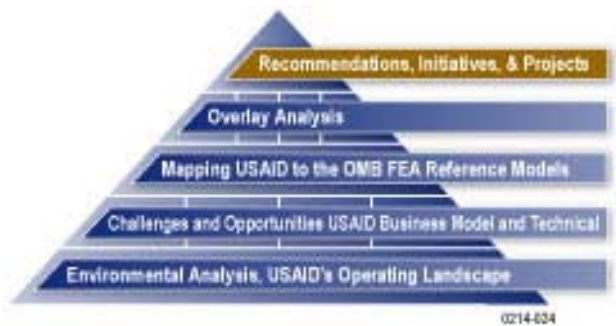 Recommendations, Initiatives, & Projects
Overlay Analysis
Mapping USAID to the OMB FEA Reference Models
Challenges and Opportunities USAID Business Model and Technical
Environmental Analysis, USAID's Operating Landscape
0214-024